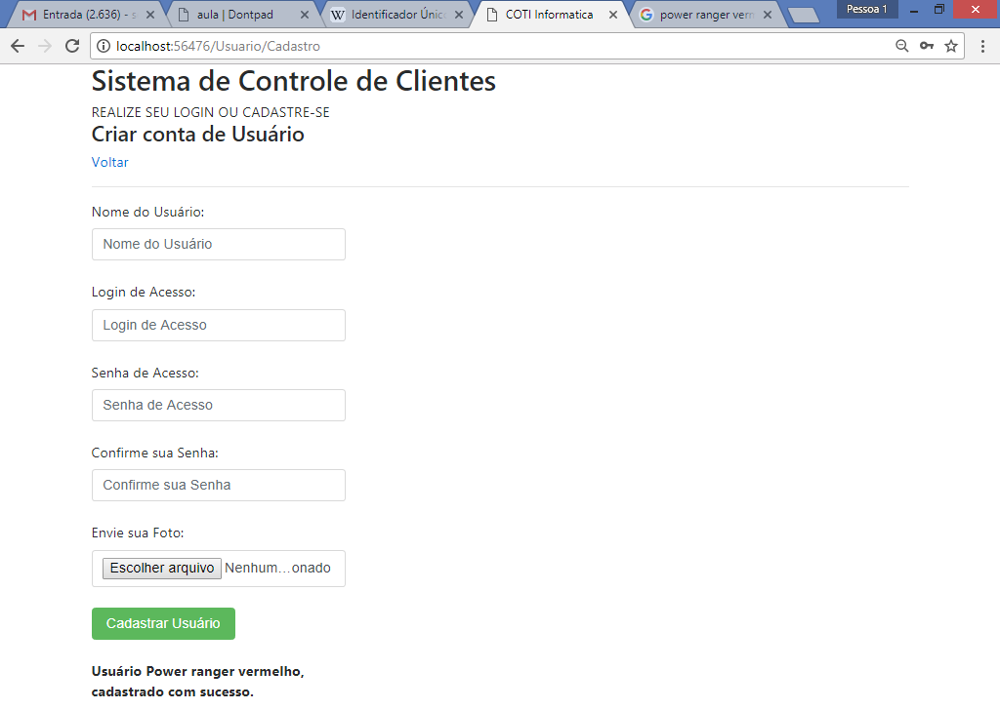 Entrada (2.636) - s
aula | Dontpad
Identificador Únic
COTI Informatica
power ranger verm
Pessoa 1
localhost:56476/Usuario/Cadastro
Sistema de Controle de Clientes
REALIZE SEU LOGIN OU CADASTRE-SE
Criar conta de Usuário
Voltar
Nome do Usuário:
Nome do Usuário
Login de Acesso:
Login de Acesso
Senha de Acesso:
Senha de Acesso
Confirme sua Senha:
Confirme sua Senha
Envie sua Foto:
Escolher arquivo Nenhum...onado
Cadastrar Usuário
Usuário Power ranger vermelho,
cadastrado com sucesso.